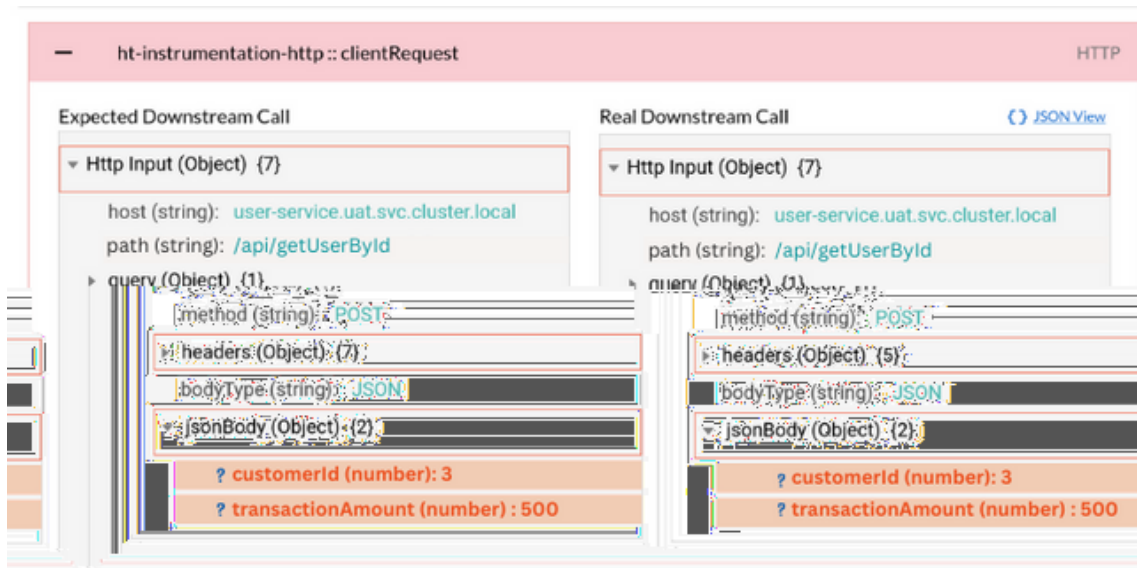 ht-instrumentation-http :: clientRequest HTTP
Expected Downstream Call
Http Input (Object) {7}
host (string): user-service.uat.svc.cluster.local
path (string): /api/getUserById
query (Object) {1}
method (string): POST
headers (Object) {7}
bodyType (string): JSON
jsonBody (Object) {2}
? customerId (number): 3
? transactionAmount (number) : 500
Real Downstream Call {} JSON View
Http Input (Object) {7}
host (string): user-service.uat.svc.cluster.local
path (string): /api/getUserById
query (Object) {1}
method (string): POST
headers (Object) {5}
bodyType (string): JSON
jsonBody (Object) {2}
? customerId (number): 3
? transactionAmount (number) : 500